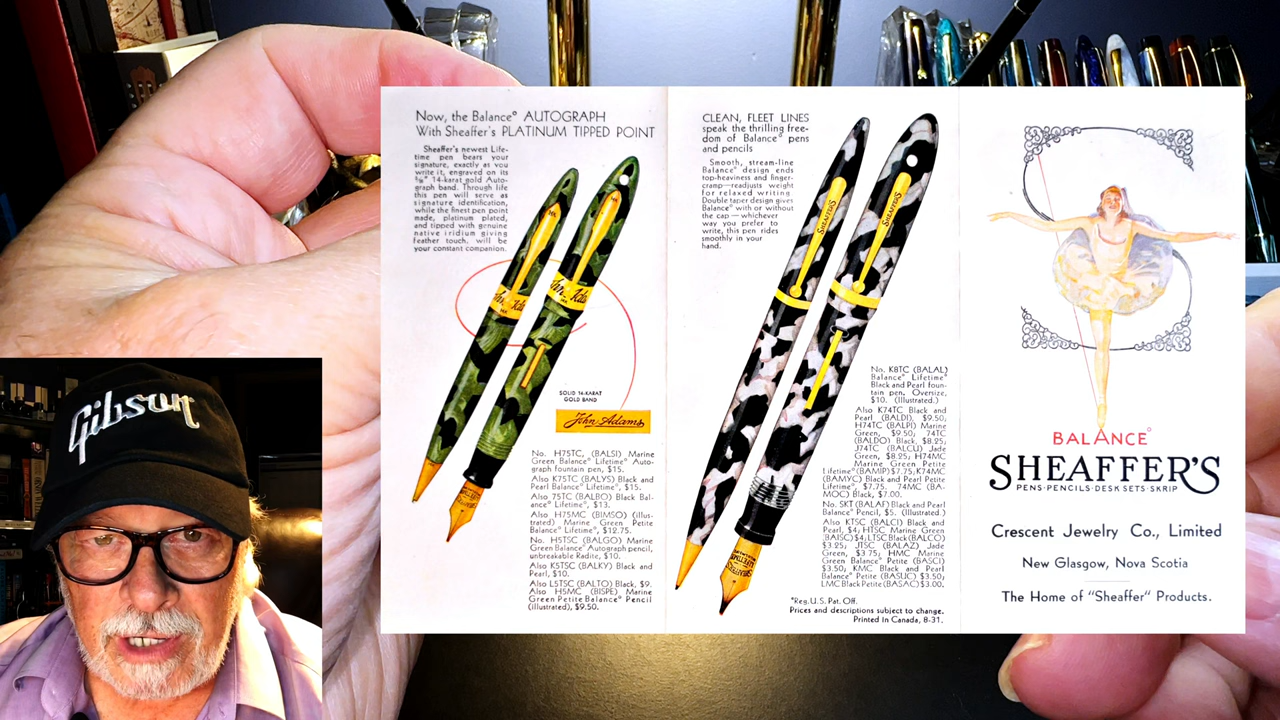 Now, the Balance° AUTOGRAPH
With Sheaffer's PLATINUM TIPPED POINT
Sheaffer's newest Life-
time pen bears your
signature, exactly as you
write it, engraved on its
14-karat gold Auto-
graph band. Through life
this pen will serve as
signature identification,
while the finest pen point
made, platinum plated,
and tipped with genuine
native iridium giving
feather touch, will be
your constant companion.
SOLID 14-KARAT
GOLD BAND
John Adams
No. H75TC, (BALSI) Marine
Green Balance° Lifetime° Auto-
graph fountain pen, $15.
Also K75TC (BALYS) Black and
Pearl Balance° Lifetime°, $15.
Also 75TC (BALBO) Black Bal-
ance° Lifetime°, $13.
Also H75MC (BIMSO) (illus-
trated) Marine Green Petite
Balance° Lifetime°, $12.75.
No. H5TSC (BALGO) Marine
Green Balance° Autograph pencil,
unbreakable Radite, $10.
Also K5TSC (BALKY) Black and
Pearl, $10.
Also L5TSC (BALTO) Black, $9.
Also H5MC (BISPE) Marine
Green Petite Balance° Pencil
(illustrated), $9.50.
CLEAN, FLEET LINES
speak the thrilling free-
dom of Balance° pens
and pencils
Smooth, stream-line
Balance° design ends
top-heaviness and finger-
cramp—readjusts weight
for relaxed writing.
Double taper design gives
Balance° with or without
the cap — whichever
way you prefer to
write, this pen rides
smoothly in your
hand.
SHEAFFER'S
SHEAFFER'S
No. K8TC (BALAL)
Balance° Lifetime°
Black and Pearl foun-
tain pen, Oversize,
$10. (Illustrated.)
Also K74TC Black and
Pearl (BALDI), $9.50;
H74TC (BALPI) Marine
Green, $9.50; 74TC
(BALDO) Black, $8.25;
J74TC (BALCU) Jade
Green, $8.25; H74MC
Marine Green Petite
Lifetime° (BAMIP) $7.75; K74MC
(BAMYC) Black and Pearl Petite
Lifetime°, $7.75. 74MC (BA-
MOC) Black, $7.00.
No. SKT (BALAF) Black and Pearl
Balance° Pencil, $5. (Illustrated.)
Also KTSC (BALCI) Black and
Pearl, $4; HTSC Marine Green
(BAISC) $4; LTSC Black (BALCO)
$3.25; JTSC (BALAZ) Jade
Green, $3.75; HMC Marine
Green Balance° Petite (BASCI)
$3.50; KMC Black and Pearl
Balance° Petite (BASUC) $3.50;
LMC Black Petite (BASAC) $3.00.
*Reg. U.S. Pat. Off.
Prices and descriptions subject to change.
Printed in Canada, 8-31.
BALANCE°
SHEAFFER'S
PENS·PENCILS·DESK SETS·SKRIP
Crescent Jewelry Co., Limited
New Glasgow, Nova Scotia
The Home of "Sheaffer" Products.
Gibson